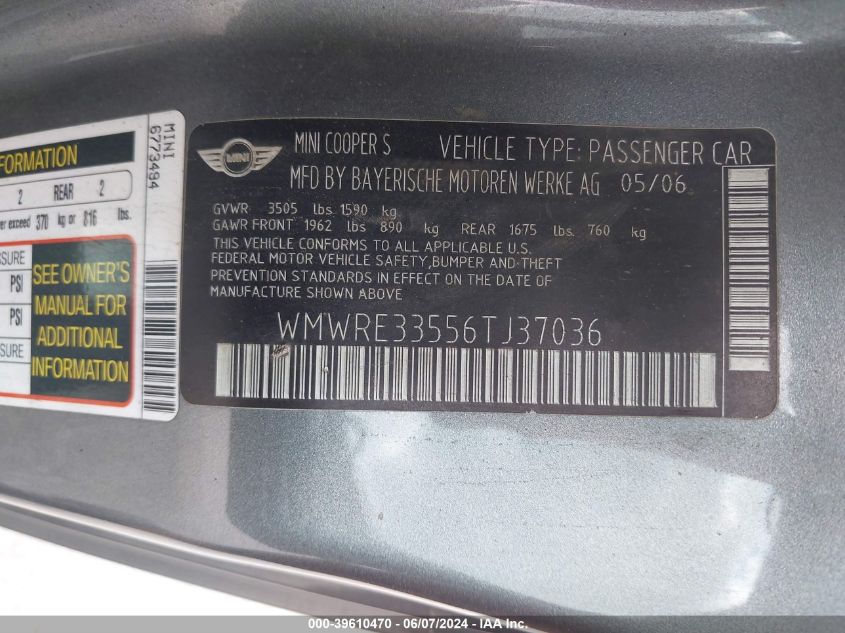 MINI
6773494
FORMATION
2 REAR 2
er exceed 370 kg or 816 lbs.
SSURE
PSI
PSI
SSURE
SEE OWNER'S
MANUAL FOR
ADDITIONAL
INFORMATION
MINI
MINI COOPER S VEHICLE TYPE: PASSENGER CAR
MFD BY BAYERISCHE MOTOREN WERKE AG 05/06
GVWR: 3505 lbs 1590 kg
GAWR FRONT 1962 lbs 890 kg REAR 1675 lbs. 760 kg
THIS VEHICLE CONFORMS TO ALL APPLICABLE U.S.
FEDERAL MOTOR VEHICLE SAFETY,BUMPER AND THEFT
PREVENTION STANDARDS IN EFFECT ON THE DATE OF
MANUFACTURE SHOWN ABOVE
WMWRE33556TJ37036
000-39610470 - 06/07/2024 - IAA Inc.